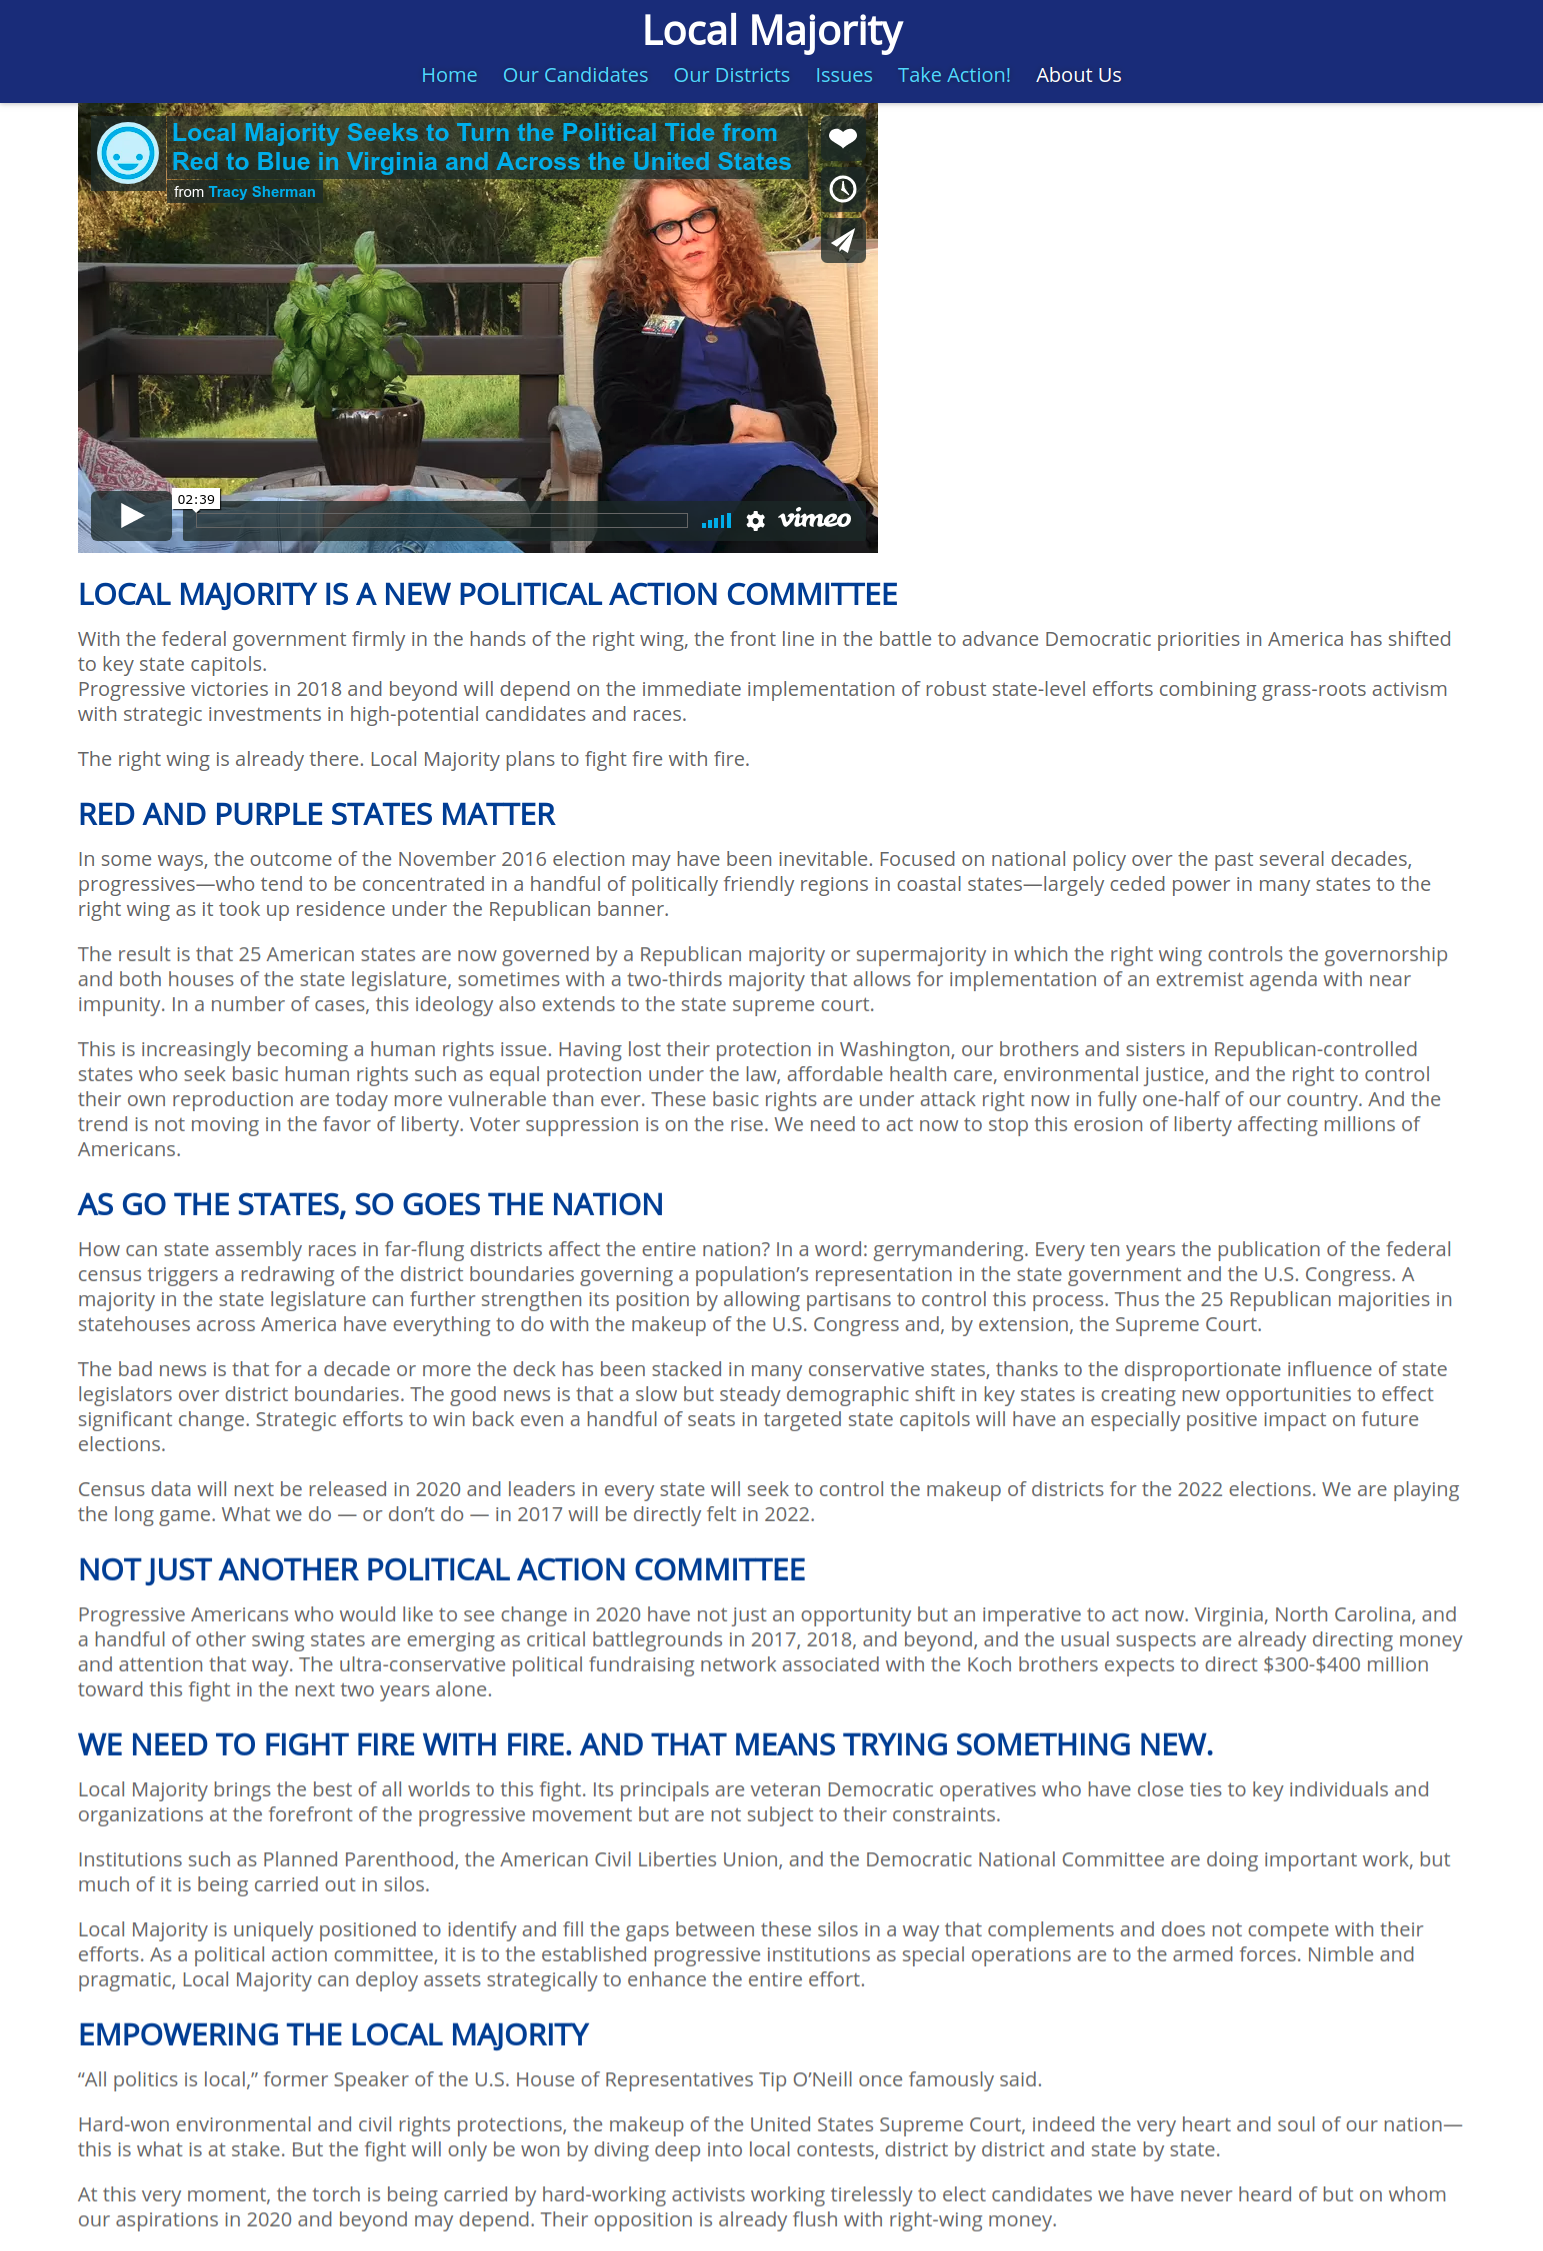 Local Majority
Home Our Candidates Our Districts Issues Take Action! About Us
Local Majority Seeks to Turn the Political Tide from
Red to Blue in Virginia and Across the United States
from Tracy Sherman
02:39
vimeo
LOCAL MAJORITY IS A NEW POLITICAL ACTION COMMITTEE
With the federal government firmly in the hands of the right wing, the front line in the battle to advance Democratic priorities in America has shifted
to key state capitols.
Progressive victories in 2018 and beyond will depend on the immediate implementation of robust state-level efforts combining grass-roots activism
with strategic investments in high-potential candidates and races.
The right wing is already there. Local Majority plans to fight fire with fire.
RED AND PURPLE STATES MATTER
In some ways, the outcome of the November 2016 election may have been inevitable. Focused on national policy over the past several decades,
progressives—who tend to be concentrated in a handful of politically friendly regions in coastal states—largely ceded power in many states to the
right wing as it took up residence under the Republican banner.
The result is that 25 American states are now governed by a Republican majority or supermajority in which the right wing controls the governorship
and both houses of the state legislature, sometimes with a two-thirds majority that allows for implementation of an extremist agenda with near
impunity. In a number of cases, this ideology also extends to the state supreme court.
This is increasingly becoming a human rights issue. Having lost their protection in Washington, our brothers and sisters in Republican-controlled
states who seek basic human rights such as equal protection under the law, affordable health care, environmental justice, and the right to control
their own reproduction are today more vulnerable than ever. These basic rights are under attack right now in fully one-half of our country. And the
trend is not moving in the favor of liberty. Voter suppression is on the rise. We need to act now to stop this erosion of liberty affecting millions of
Americans.
AS GO THE STATES, SO GOES THE NATION
How can state assembly races in far-flung districts affect the entire nation? In a word: gerrymandering. Every ten years the publication of the federal
census triggers a redrawing of the district boundaries governing a population’s representation in the state government and the U.S. Congress. A
majority in the state legislature can further strengthen its position by allowing partisans to control this process. Thus the 25 Republican majorities in
statehouses across America have everything to do with the makeup of the U.S. Congress and, by extension, the Supreme Court.
The bad news is that for a decade or more the deck has been stacked in many conservative states, thanks to the disproportionate influence of state
legislators over district boundaries. The good news is that a slow but steady demographic shift in key states is creating new opportunities to effect
significant change. Strategic efforts to win back even a handful of seats in targeted state capitols will have an especially positive impact on future
elections.
Census data will next be released in 2020 and leaders in every state will seek to control the makeup of districts for the 2022 elections. We are playing
the long game. What we do — or don’t do — in 2017 will be directly felt in 2022.
NOT JUST ANOTHER POLITICAL ACTION COMMITTEE
Progressive Americans who would like to see change in 2020 have not just an opportunity but an imperative to act now. Virginia, North Carolina, and
a handful of other swing states are emerging as critical battlegrounds in 2017, 2018, and beyond, and the usual suspects are already directing money
and attention that way. The ultra-conservative political fundraising network associated with the Koch brothers expects to direct $300-$400 million
toward this fight in the next two years alone.
WE NEED TO FIGHT FIRE WITH FIRE. AND THAT MEANS TRYING SOMETHING NEW.
Local Majority brings the best of all worlds to this fight. Its principals are veteran Democratic operatives who have close ties to key individuals and
organizations at the forefront of the progressive movement but are not subject to their constraints.
Institutions such as Planned Parenthood, the American Civil Liberties Union, and the Democratic National Committee are doing important work, but
much of it is being carried out in silos.
Local Majority is uniquely positioned to identify and fill the gaps between these silos in a way that complements and does not compete with their
efforts. As a political action committee, it is to the established progressive institutions as special operations are to the armed forces. Nimble and
pragmatic, Local Majority can deploy assets strategically to enhance the entire effort.
EMPOWERING THE LOCAL MAJORITY
“All politics is local,” former Speaker of the U.S. House of Representatives Tip O’Neill once famously said.
Hard-won environmental and civil rights protections, the makeup of the United States Supreme Court, indeed the very heart and soul of our nation—
this is what is at stake. But the fight will only be won by diving deep into local contests, district by district and state by state.
At this very moment, the torch is being carried by hard-working activists working tirelessly to elect candidates we have never heard of but on whom
our aspirations in 2020 and beyond may depend. Their opposition is already flush with right-wing money.